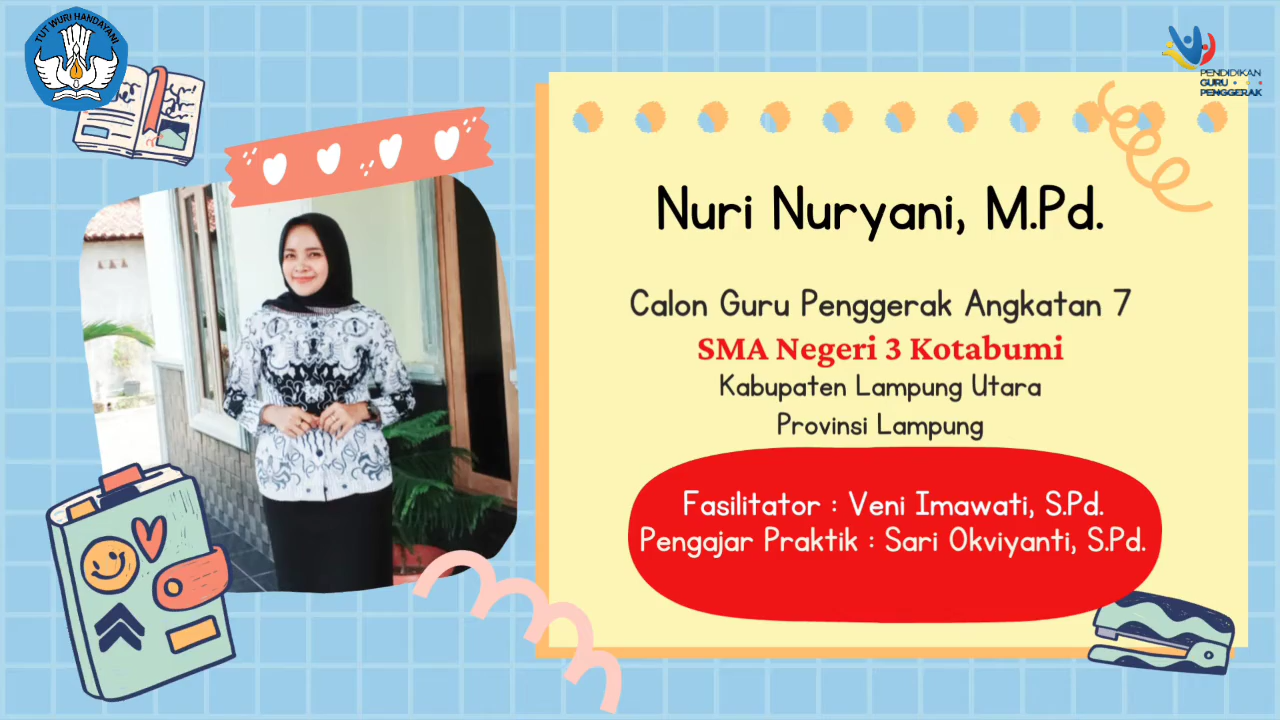 TUT WURI HANDAYANI
PENDIDIKAN
GURU
PENGGERAK
Nuri Nuryani, M.Pd.
Calon Guru Penggerak Angkatan 7
SMA Negeri 3 Kotabumi
Kabupaten Lampung Utara
Provinsi Lampung
Fasilitator : Veni Imawati, S.Pd.
Pengajar Praktik : Sari Okviyanti, S.Pd.